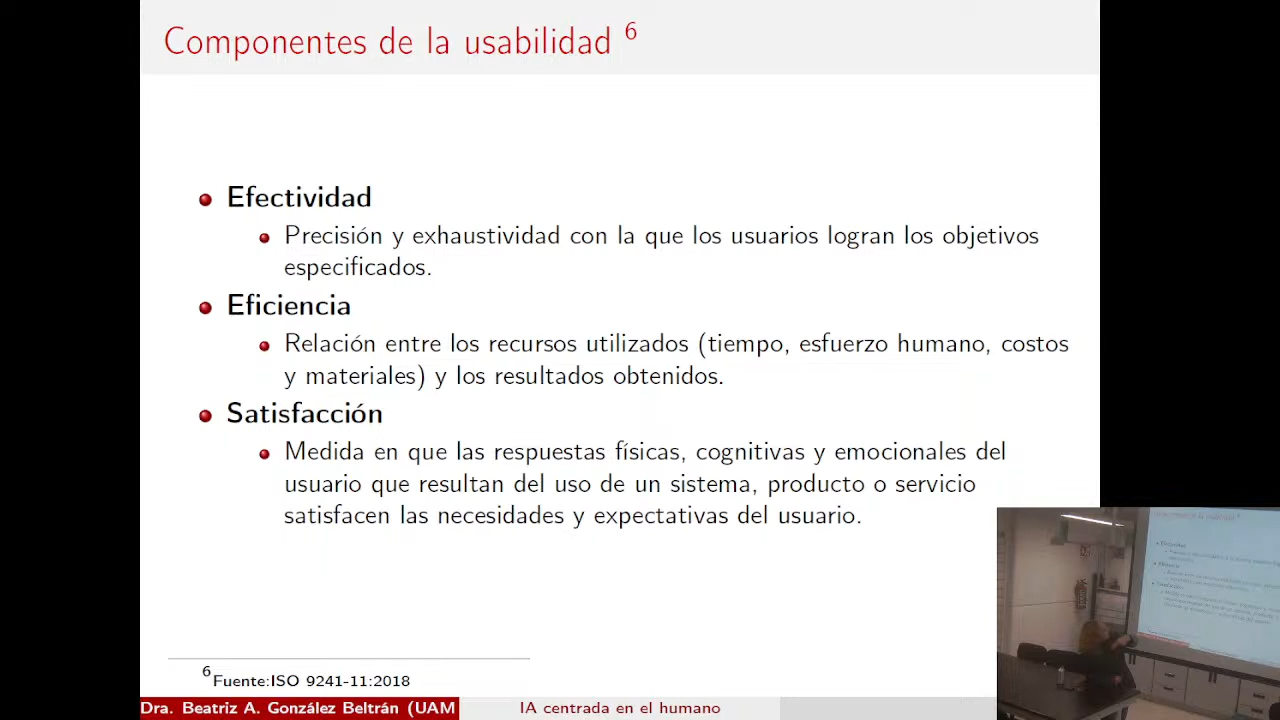 Componentes de la usabilidad 6
Efectividad
Precisión y exhaustividad con la que los usuarios logran los objetivos
especificados.
Eficiencia
Relación entre los recursos utilizados (tiempo, esfuerzo humano, costos
y materiales) y los resultados obtenidos.
Satisfacción
Medida en que las respuestas físicas, cognitivas y emocionales del
usuario que resultan del uso de un sistema, producto o servicio
satisfacen las necesidades y expectativas del usuario.
6Fuente:ISO 9241-11:2018
Dra. Beatriz A. González Beltrán (UAM
IA centrada en el humano